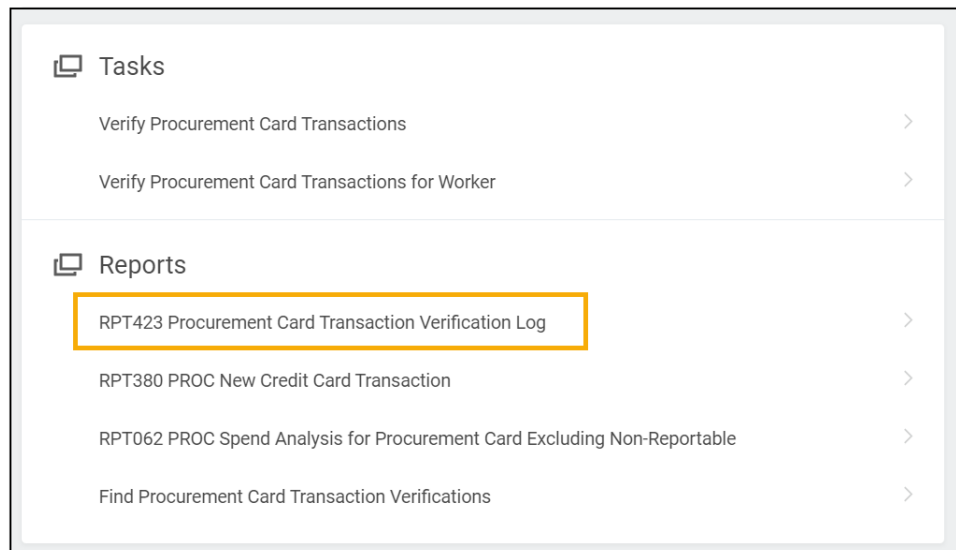 Tasks
Verify Procurement Card Transactions
Verify Procurement Card Transactions for Worker
Reports
RPT423 Procurement Card Transaction Verification Log
RPT380 PROC New Credit Card Transaction
RPT062 PROC Spend Analysis for Procurement Card Excluding Non-Reportable
Find Procurement Card Transaction Verifications